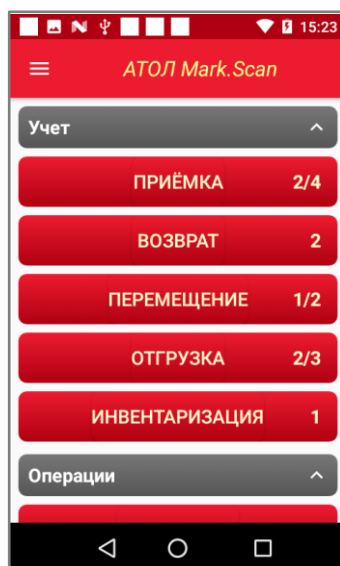 15:23
АТОЛ Mark.Scan
Учет
ПРИЁМКА 2/4
ВОЗВРАТ 2
ПЕРЕМЕЩЕНИЕ 1/2
ОТГРУЗКА 2/3
ИНВЕНТАРИЗАЦИЯ 1
Операции